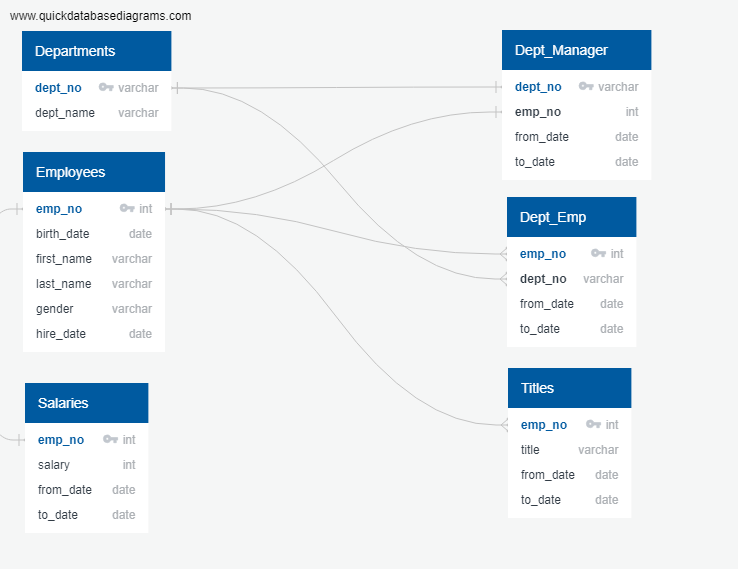 www.quickdatabasediagrams.com
Departments
dept_no varchar
dept_name varchar
Employees
emp_no int
birth_date date
first_name varchar
last_name varchar
gender varchar
hire_date date
Salaries
emp_no int
salary int
from_date date
to_date date
Dept_Manager
dept_no varchar
emp_no int
from_date date
to_date date
Dept_Emp
emp_no int
dept_no varchar
from_date date
to_date date
Titles
emp_no int
title varchar
from_date date
to_date date